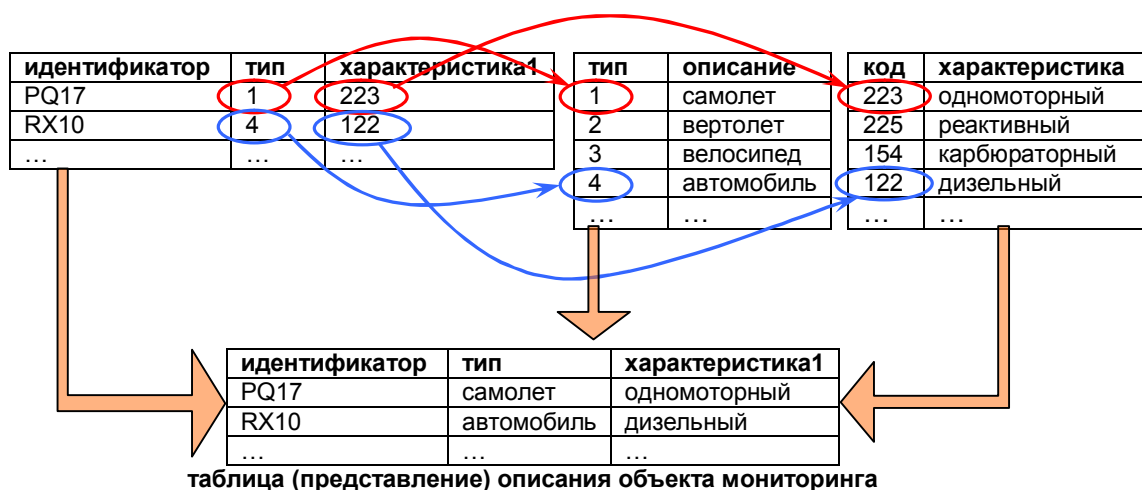 идентификатор тип характеристика1 тип описание код характеристика
PQ17 1 223 1 самолет 223 одномоторный
RX10 4 122 2 вертолет 225 реактивный
… … … 3 велосипед 154 карбюраторный
4 автомобиль 122 дизельный
… … … …
идентификатор тип характеристика1
PQ17 самолет одномоторный
RX10 автомобиль дизельный
… … …
таблица (представление) описания объекта мониторинга